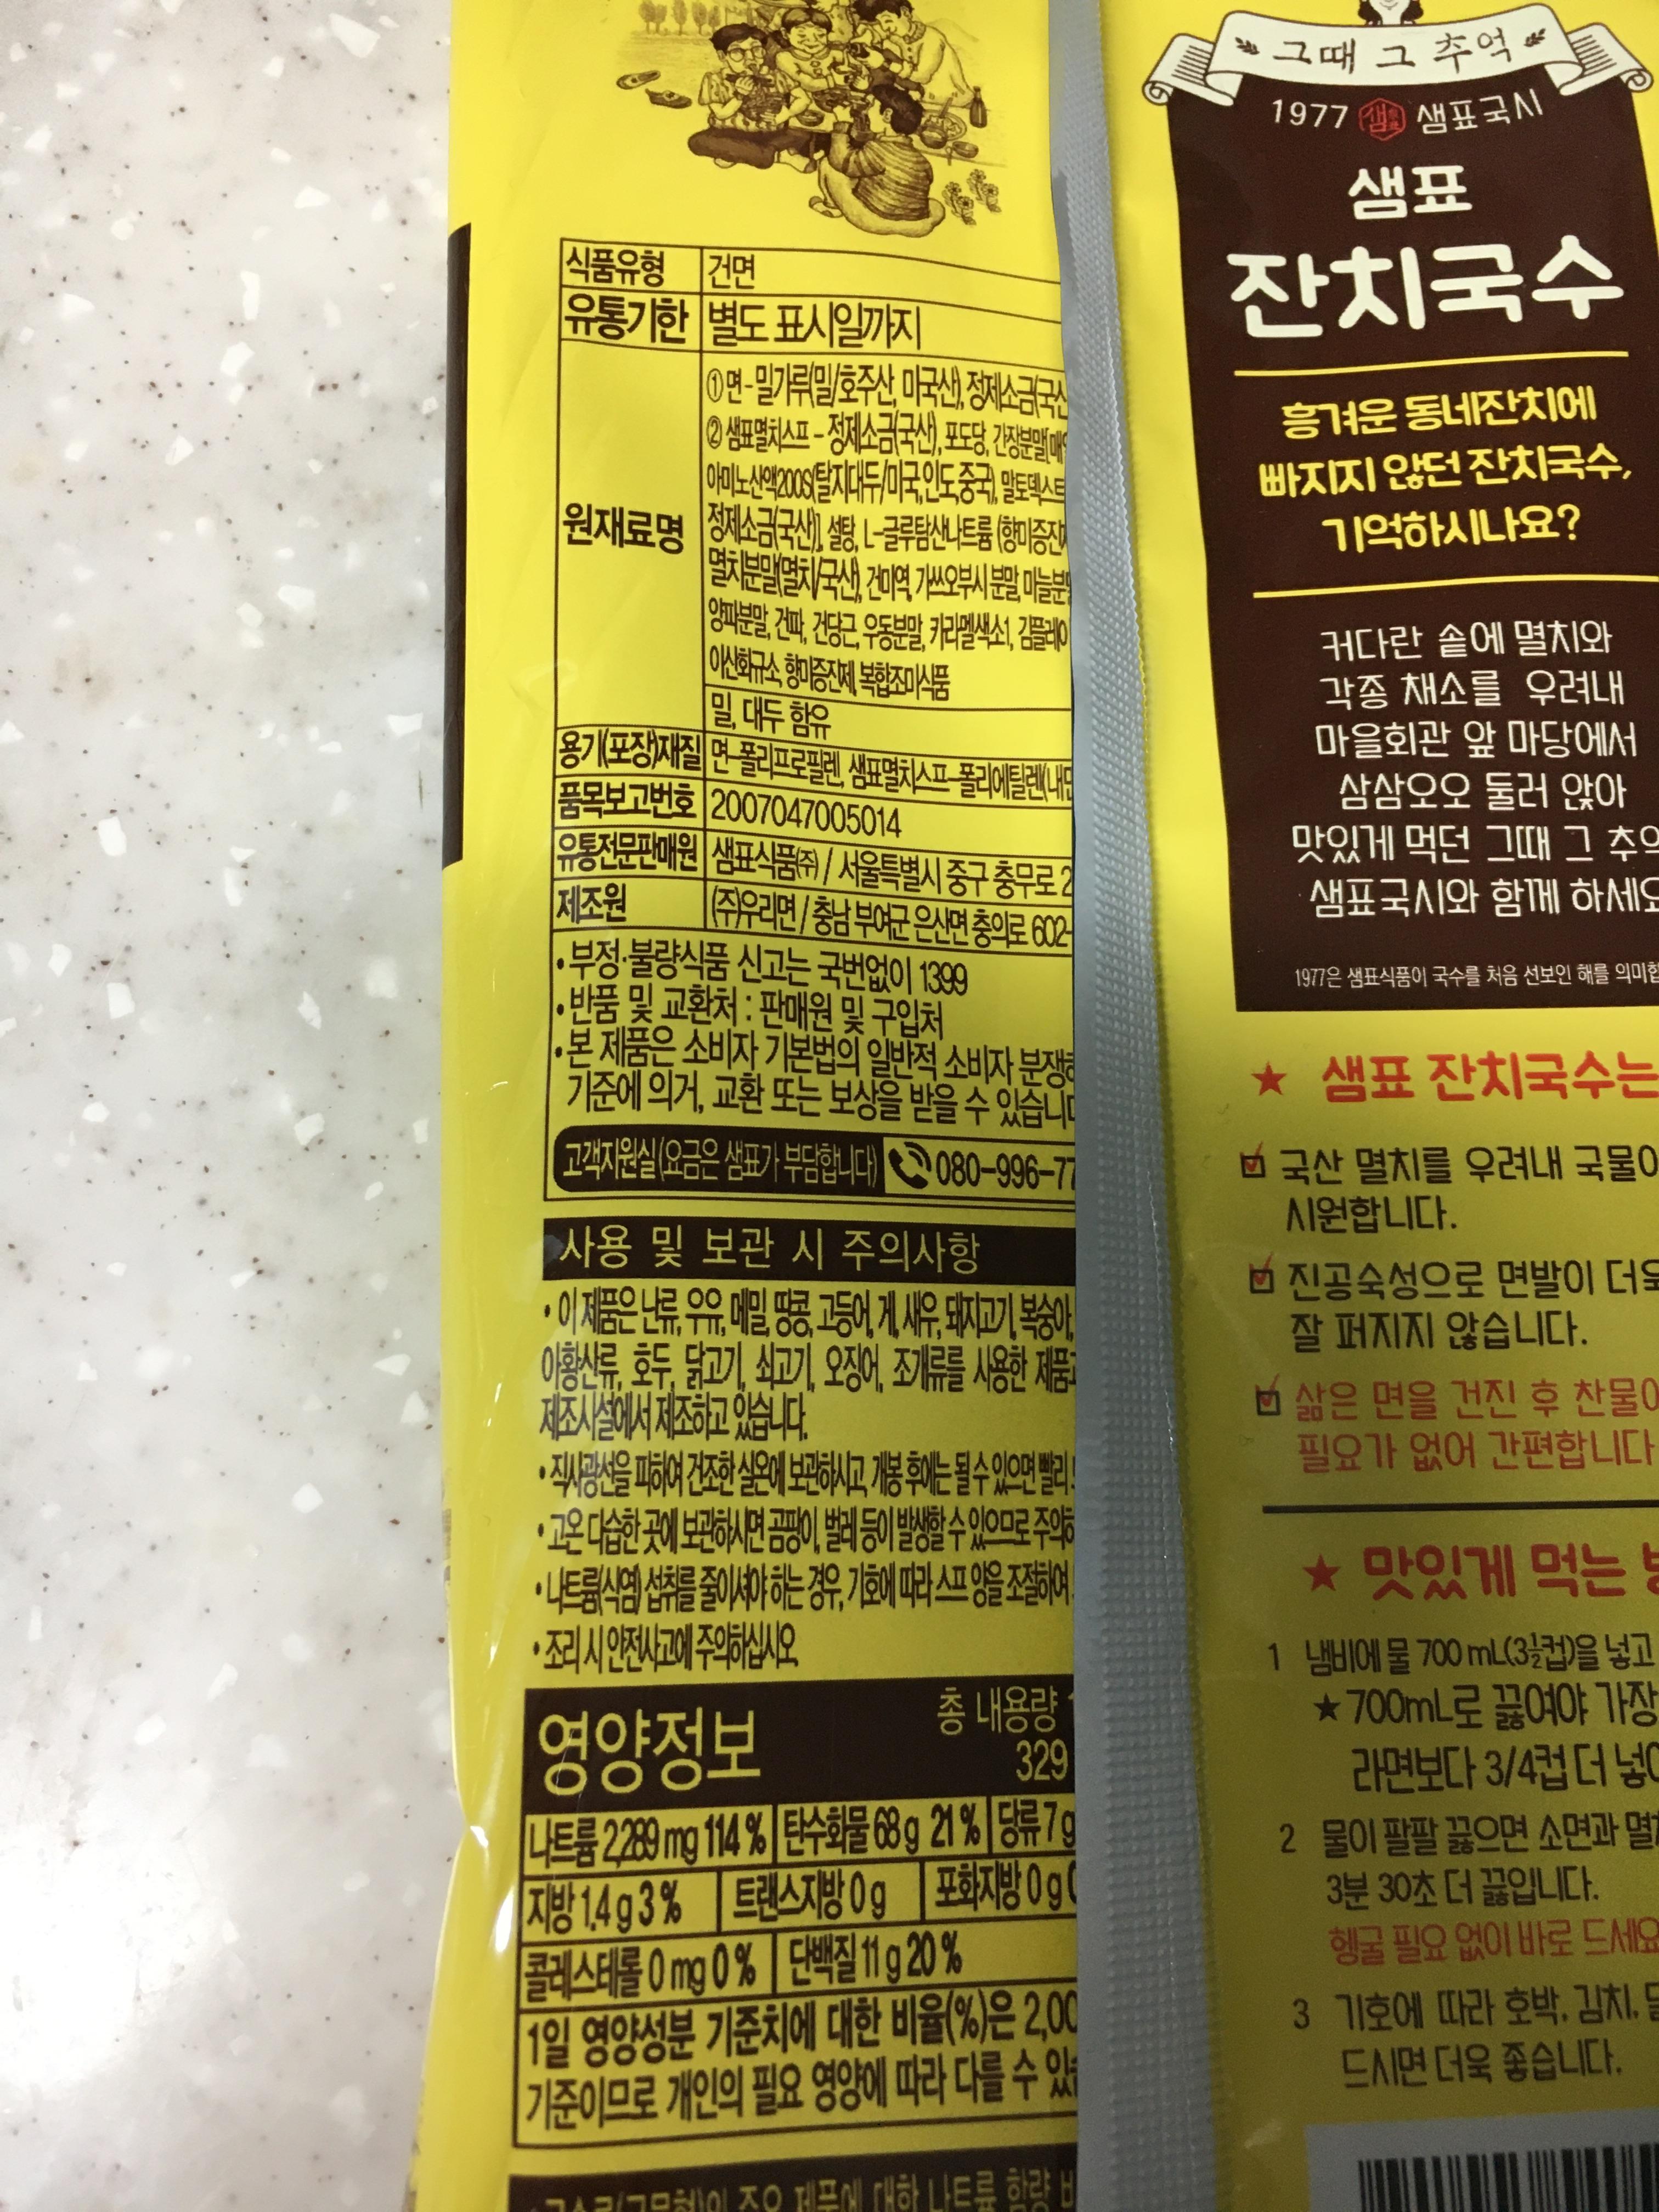 식품유형 건면
유통기한 별도 표시일까지
원재료명
①면-밀가루(밀/호주산, 미국산), 정제소금(국산
②샘표멸치스프-정제소금(국산), 포도당, 간장분말
아미노산액200S(탈지대두/미국,인도,중국), 말토덱스트
정제소금(국산)], 설탕, L-글루탐산나트륨 (향미증진
멸치분말(멸치/국산), 건미역, 가쓰오부시 분말, 마늘분말
양파분말, 건파, 건당근, 우동분말, 카라멜색소1, 김플레이
이산화규소, 향미증진제, 복합조미식품
밀, 대두 함유
용기(포장)재질 면-폴리프로필렌, 샘표멸치스프-폴리에틸렌(내면
품목보고번호 2007047005014
유통전문판매원 샘표식품(주) / 서울특별시 중구 충무로 2
제조원 (주)우리면 / 충남 부여군 은산면 충의로 602-
•부정·불량식품 신고는 국번없이 1399
•반품 및 교환처 : 판매원 및 구입처
•본 제품은 소비자 기본법의 일반적 소비자 분쟁해
기준에 의거, 교환 또는 보상을 받을 수 있습니다
고객지원실(요금은 샘표가 부담합니다) 080-996-77
사용 및 보관 시 주의사항
•이 제품은 난류, 우유, 메밀, 땅콩, 고등어, 게, 새우, 돼지고기, 복숭아,
아황산류, 호두, 닭고기, 쇠고기, 오징어, 조개류를 사용한 제품과
제조시설에서 제조하고 있습니다.
•직사광선을 피하여 건조한 실온에 보관하시고, 개봉 후에는 될 수 있으면 빨리
•고온 다습한 곳에 보관하시면 곰팡이, 벌레 등이 발생할 수 있으므로 주의하
•나트륨(식염) 섭취를 줄이셔야 하는 경우, 기호에 따라 스프 양을 조절하여
•조리 시 안전사고에 주의하십시오.
영양정보
총 내용량
329
나트륨 2,289 mg 114 % 탄수화물 68 g 21 % 당류 7 g
지방 1.4 g 3 % 트랜스지방 0 g 포화지방 0 g 0
콜레스테롤 0 mg 0 % 단백질 11 g 20 %
1일 영양성분 기준치에 대한 비율(%)은 2,00
기준이므로 개인의 필요 영양에 따라 다를 수 있습
주요 제품에 대한 나트륨 함량 비
그때 그 추억
1977 샘 샘표국시
샘표
잔치국수
흥겨운 동네잔치에
빠지지 않던 잔치국수,
기억하시나요?
커다란 솥에 멸치와
각종 채소를 우려내
마을회관 앞 마당에서
삼삼오오 둘러 앉아
맛있게 먹던 그때 그 추억
샘표국시와 함께 하세요
1977은 샘표식품이 국수를 처음 선보인 해를 의미합
★ 샘표 잔치국수는
국산 멸치를 우려내 국물이
시원합니다.
진공숙성으로 면발이 더욱
잘 퍼지지 않습니다.
삶은 면을 건진 후 찬물에
필요가 없어 간편합니다
★ 맛있게 먹는 방
1 냄비에 물 700 mL(3½컵)을 넣고
★700mL로 끓여야 가장
라면보다 3/4컵 더 넣어
2 물이 팔팔 끓으면 소면과 멸치
3분 30초 더 끓입니다.
헹굴 필요 없이 바로 드세요
3 기호에 따라 호박, 김치,
드시면 더욱 좋습니다.